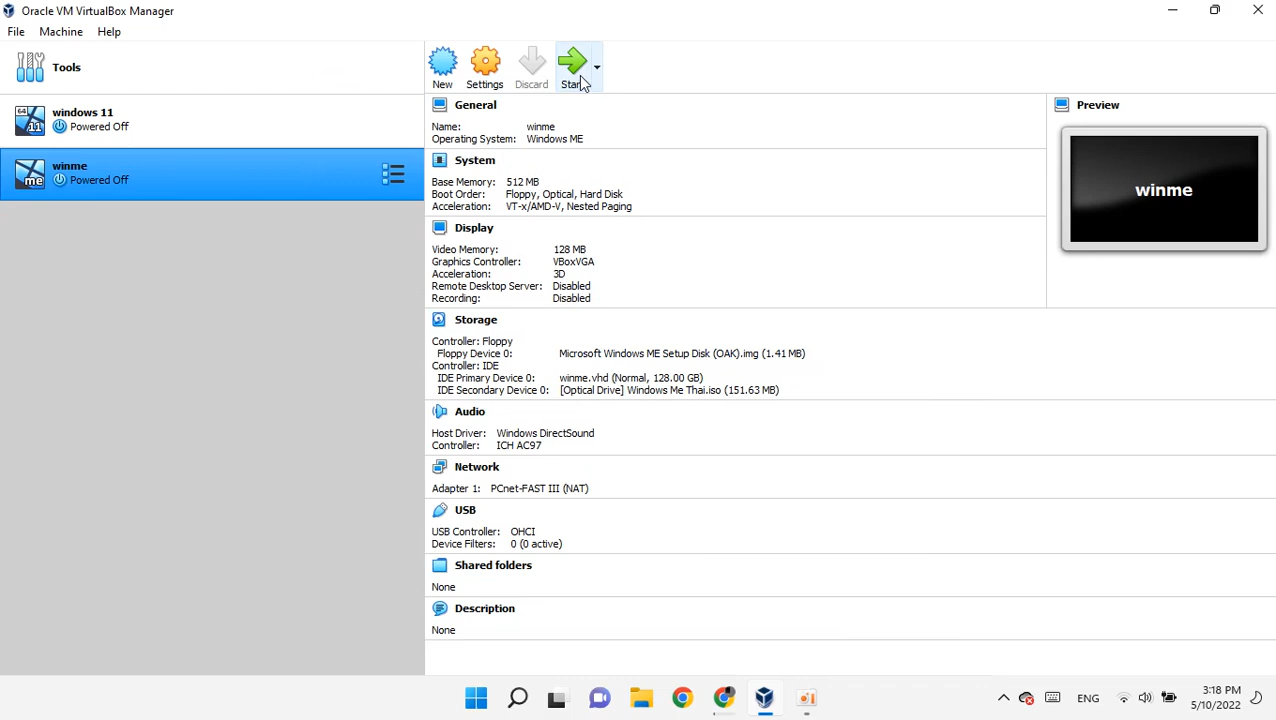 Oracle VM VirtualBox Manager
File Machine Help
Tools
New Settings Discard Start
64
11
windows 11
Powered Off
me
winme
Powered Off
General
Name: winme
Operating System: Windows ME
System
Base Memory: 512 MB
Boot Order: Floppy, Optical, Hard Disk
Acceleration: VT-x/AMD-V, Nested Paging
Display
Video Memory: 128 MB
Graphics Controller: VBoxVGA
Acceleration: 3D
Remote Desktop Server: Disabled
Recording: Disabled
Storage
Controller: Floppy
Floppy Device 0: Microsoft Windows ME Setup Disk (OAK).img (1.41 MB)
Controller: IDE
IDE Primary Device 0: winme.vhd (Normal, 128.00 GB)
IDE Secondary Device 0: [Optical Drive] Windows Me Thai.iso (151.63 MB)
Audio
Host Driver: Windows DirectSound
Controller: ICH AC97
Network
Adapter 1: PCnet-FAST III (NAT)
USB
USB Controller: OHCI
Device Filters: 0 (0 active)
Shared folders
None
Description
None
Preview
winme
ENG
3:18 PM
5/10/2022